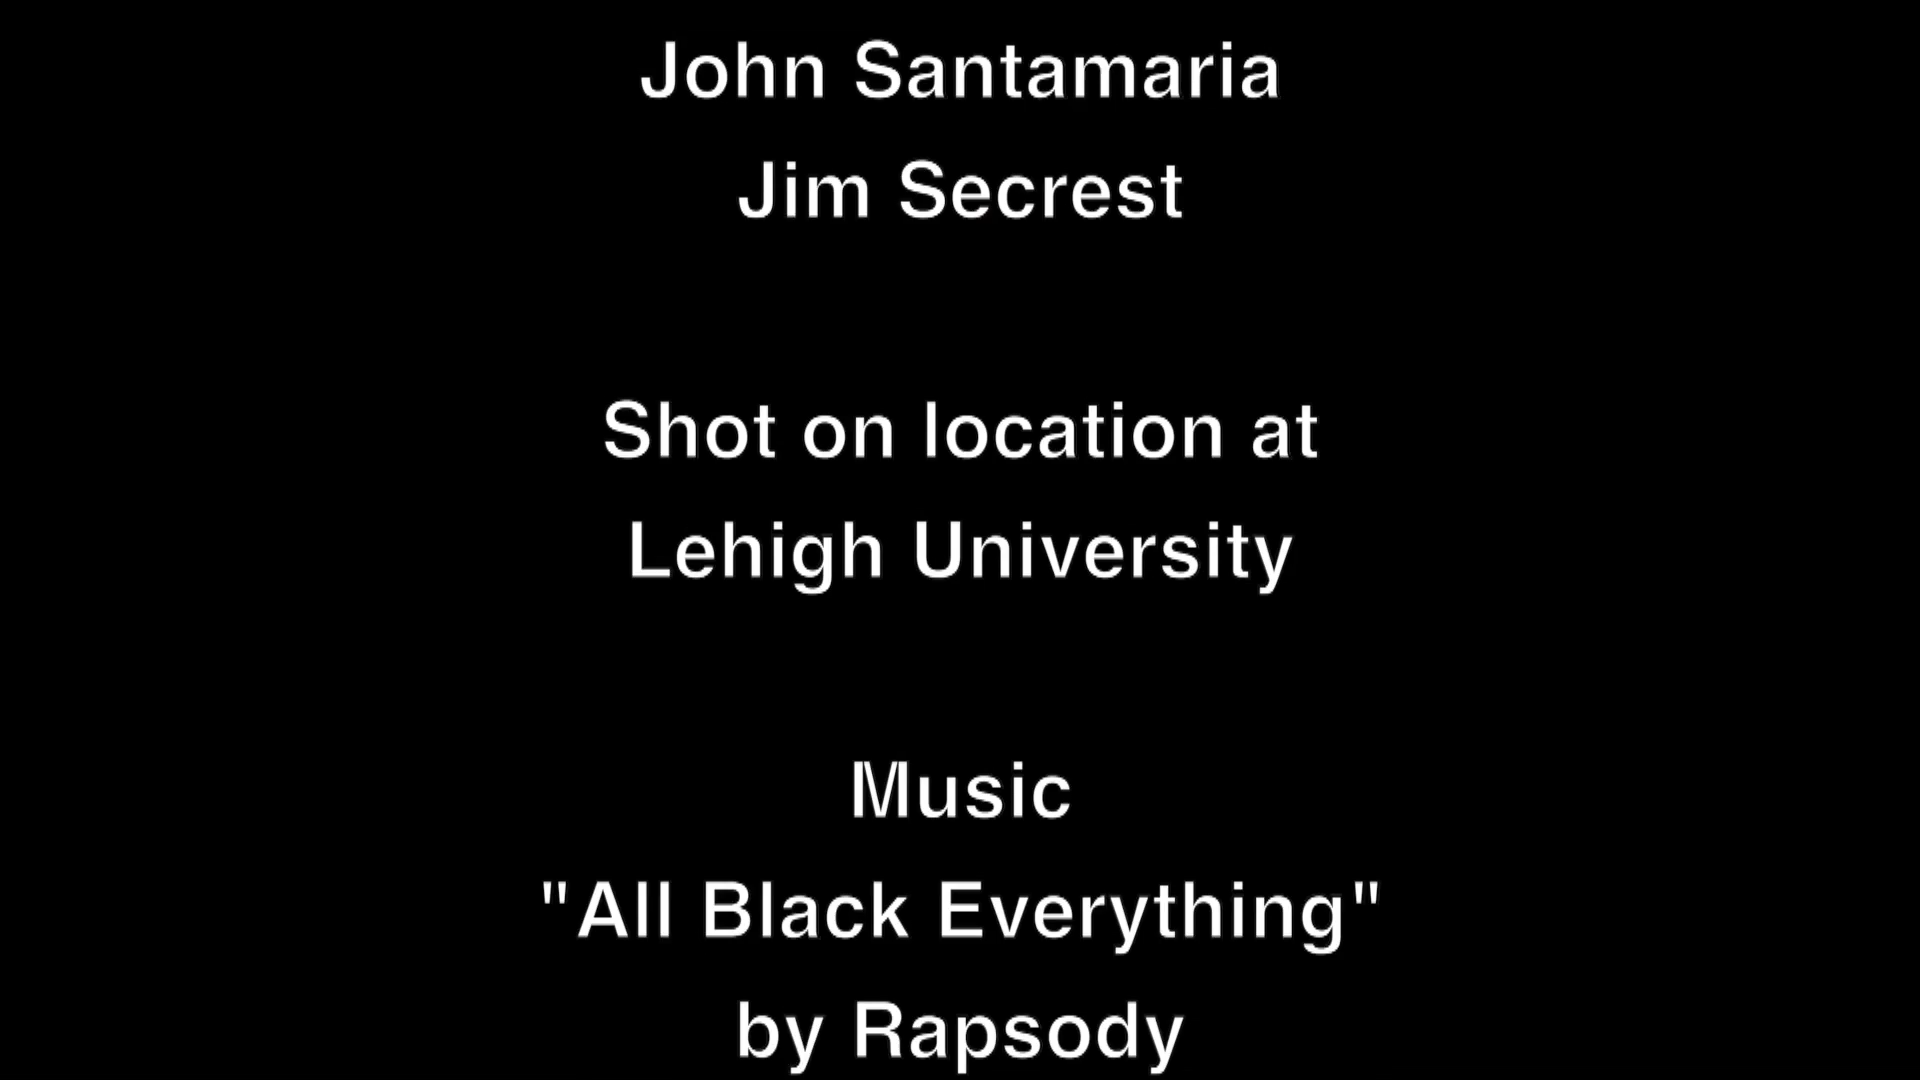 John Santamaria
Jim Secrest
Shot on location at
Lehigh University
Music
"All Black Everything"
by Rapsody